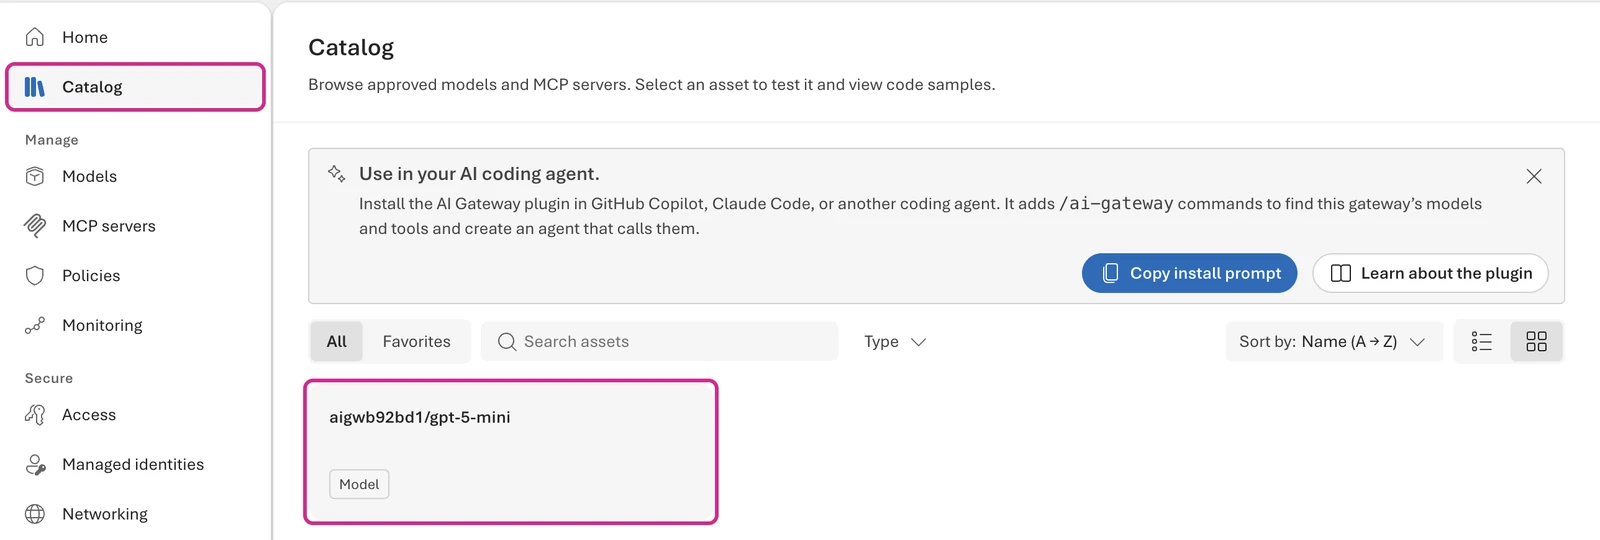 Home
Catalog
Manage
Models
MCP servers
Policies
Monitoring
Secure
Access
Managed identities
Networking
Catalog
Browse approved models and MCP servers. Select an asset to test it and view code samples.
Use in your AI coding agent.
Install the AI Gateway plugin in GitHub Copilot, Claude Code, or another coding agent. It adds /ai-gateway commands to find this gateway’s models
and tools and create an agent that calls them.
Copy install prompt
Learn about the plugin
All
Favorites
Search assets
Type
Sort by: Name (A → Z)
aigwb92bd1/gpt-5-mini
Model